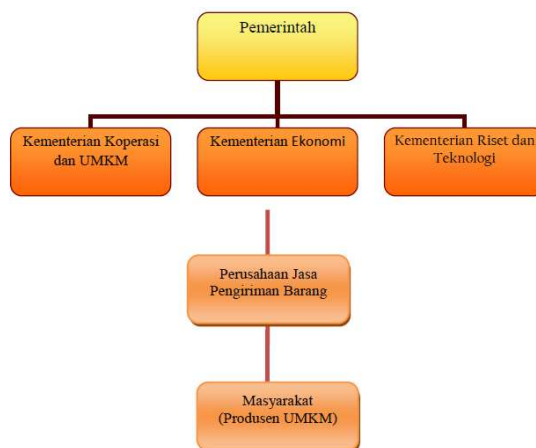 Pemerintah
Kementerian Koperasi
dan UMKM
Kementerian Ekonomi
Kementerian Riset dan
Teknologi
Perusahaan Jasa
Pengiriman Barang
Masyarakat
(Produsen UMKM)